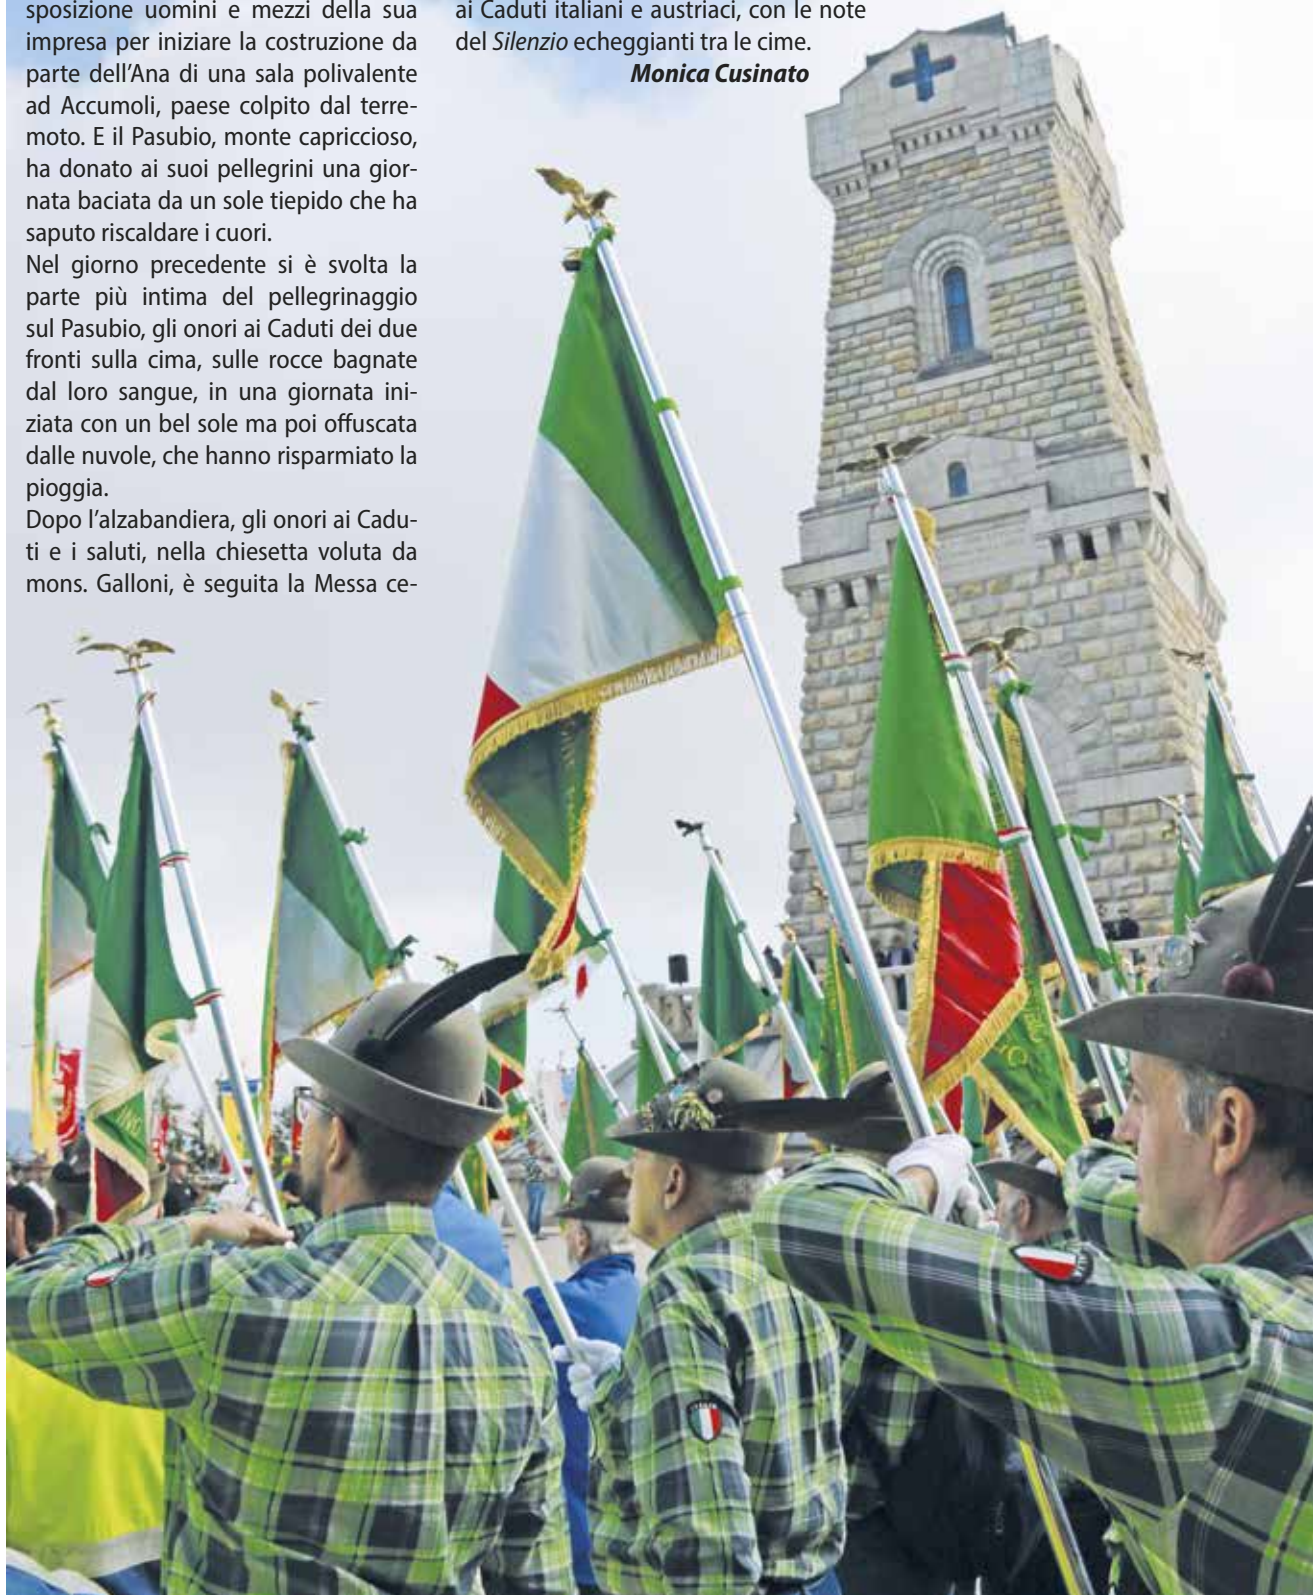 sposizione uomini e mezzi della sua
impresa per iniziare la costruzione da
parte dell'Ana di una sala polivalente
ad Accumoli, paese colpito dal terre-
moto. E il Pasubio, monte capriccioso,
ha donato ai suoi pellegrini una gior-
nata baciata da un sole tiepido che ha
saputo riscaldare i cuori.
Nel giorno precedente si è svolta la
parte più intima del pellegrinaggio
sul Pasubio, gli onori ai Caduti dei due
fronti sulla cima, sulle rocce bagnate
dal loro sangue, in una giornata ini-
ziata con un bel sole ma poi offuscata
dalle nuvole, che hanno risparmiato la
pioggia.
Dopo l'alzabandiera, gli onori ai Cadu-
ti e i saluti, nella chiesetta voluta da
mons. Galloni, è seguita la Messa ce-
ai Caduti italiani e austriaci, con le note
del Silenzio echeggianti tra le cime.
Monica Cusinato